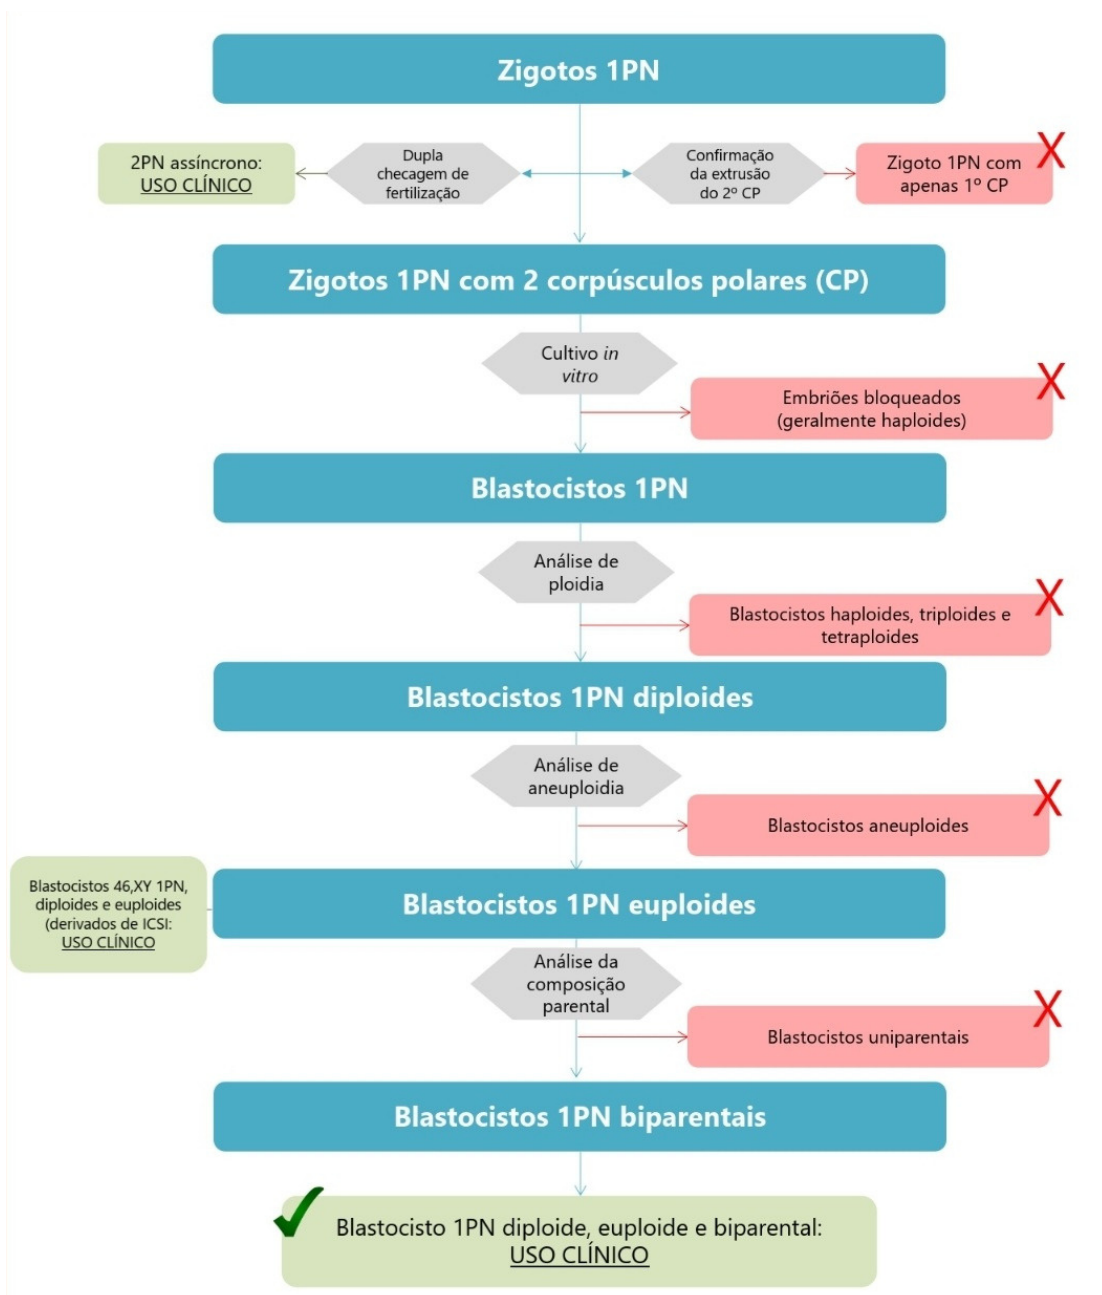 Zigotos 1PN
2PN assíncrono:
USO CLÍNICO
Dupla
checagem de
fertilização
Confirmação
da extrusão
do 2º CP
Zigoto 1PN com
apenas 1º CP
X
Zigotos 1PN com 2 corpúsculos polares (CP)
Cultivo in
vitro
Embriões bloqueados
(geralmente haploides)
X
Blastocistos 1PN
Análise de
ploidia
Blastocistos haploides, triploides e
tetraploides
X
Blastocistos 1PN diploides
Análise de
aneuploidia
Blastocistos aneuploides
X
Blastocistos 46,XY 1PN,
diploides e euploides
(derivados de ICSI:
USO CLÍNICO
Blastocistos 1PN euploides
Análise da
composição
parental
Blastocistos uniparentais
X
Blastocistos 1PN biparentais
Blastocisto 1PN diploide, euploide e biparental:
USO CLÍNICO